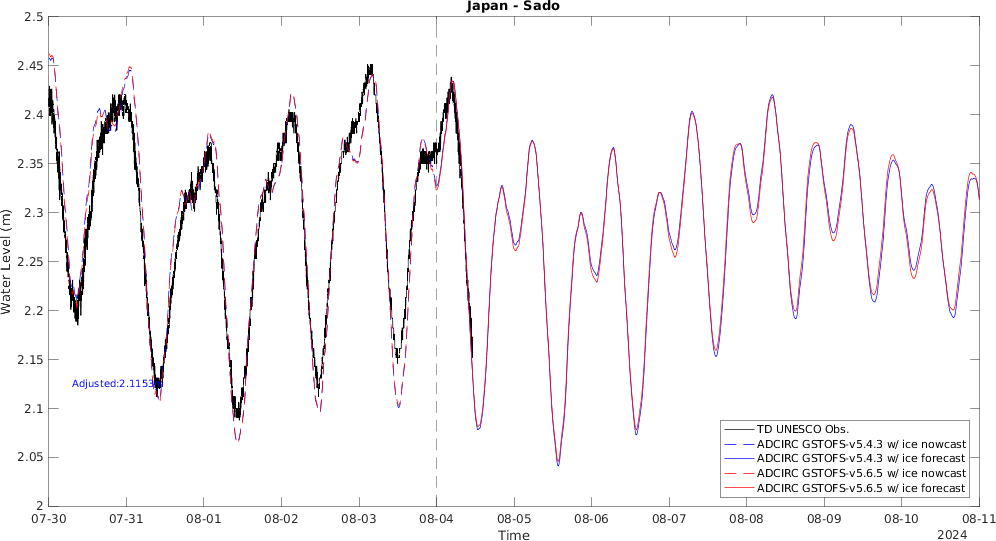 Japan - Sado
2.5
2.45
2.4
2.35
2.3
2.25
2.2
2.15
2.1
2.05
2
Water Level (m)
Adjusted:2.1153
TD UNESCO Obs.
ADCIRC GSTOFS-v5.4.3 w/ ice nowcast
ADCIRC GSTOFS-v5.4.3 w/ ice forecast
ADCIRC GSTOFS-v5.6.5 w/ ice nowcast
ADCIRC GSTOFS-v5.6.5 w/ ice forecast
07-30 07-31 08-01 08-02 08-03 08-04 08-05 08-06 08-07 08-08 08-09 08-10 08-11
Time
2024